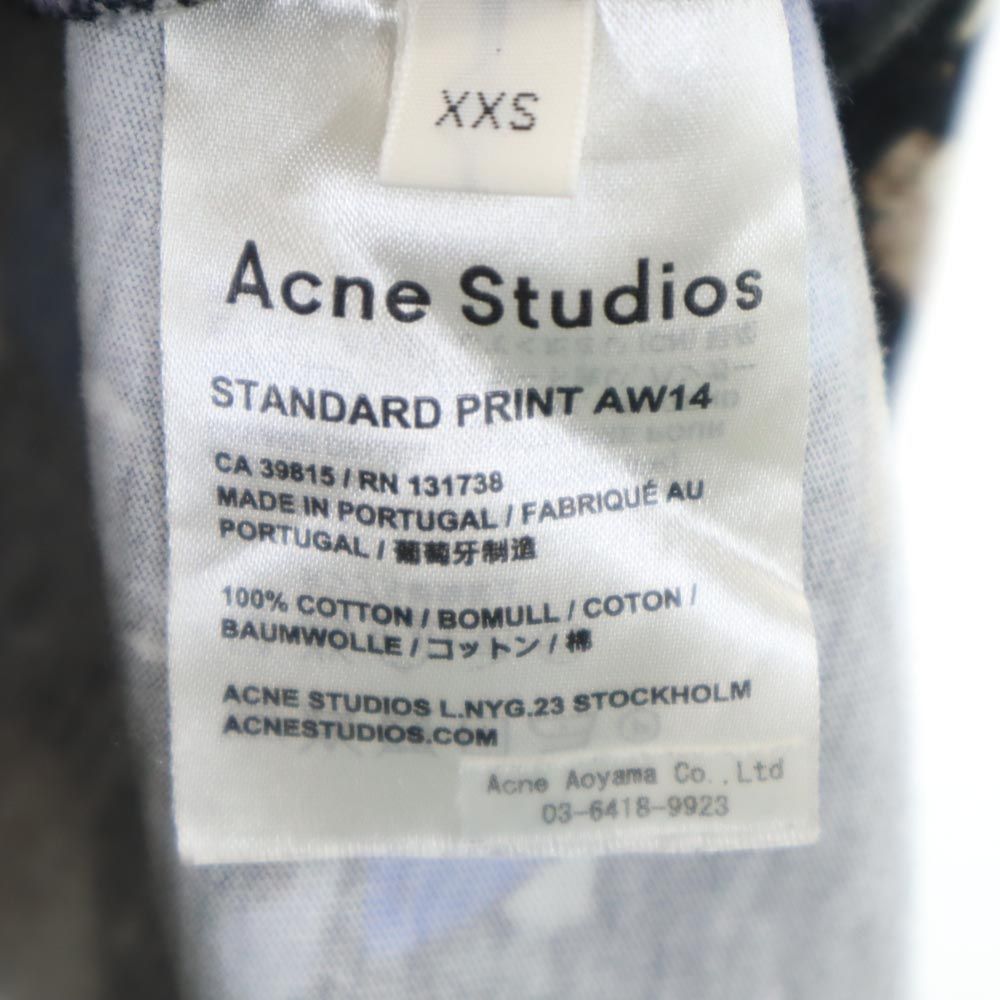 XXS
Acne Studios
STANDARD PRINT AW14
CA 39815 / RN 131738
MADE IN PORTUGAL / FABRIQUÉ AU
PORTUGAL / 葡萄牙制造
100% COTTON / BOMULL / COTON /
BAUMWOLLE / コットン / 棉
ACNE STUDIOS L.NYG.23 STOCKHOLM
ACNESTUDIOS.COM
Acne Aoyama Co.,Ltd
03-6418-9923